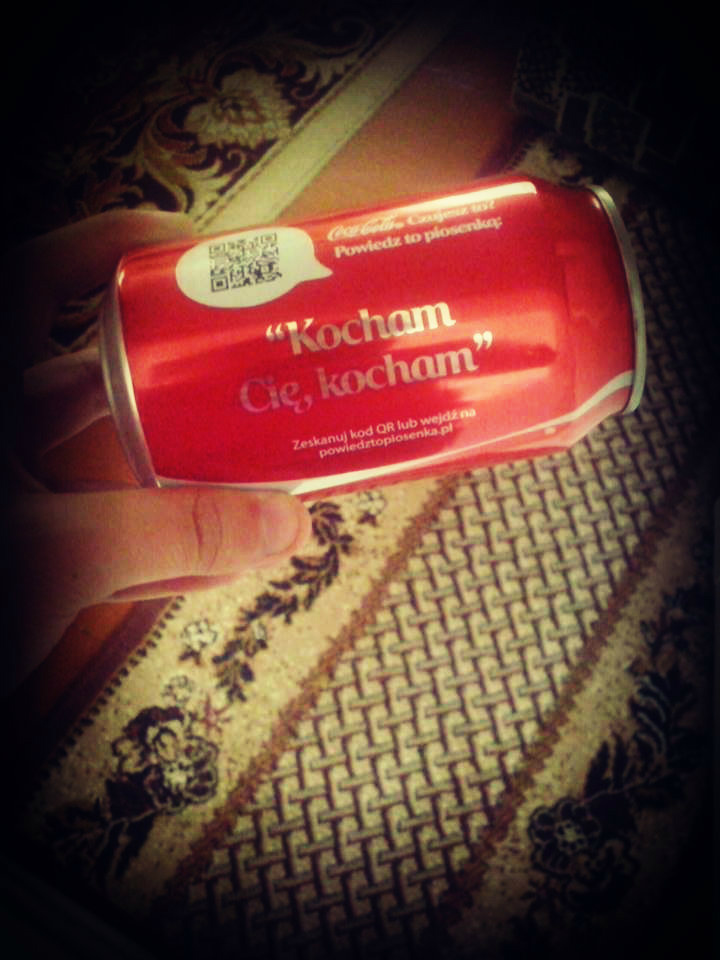 Coca-Cola® Czujesz to?
Powiedz to piosenką:
“Kocham
Cię, kocham”
Zeskanuj kod QR lub wejdź na
powiedztopiosenka.pl